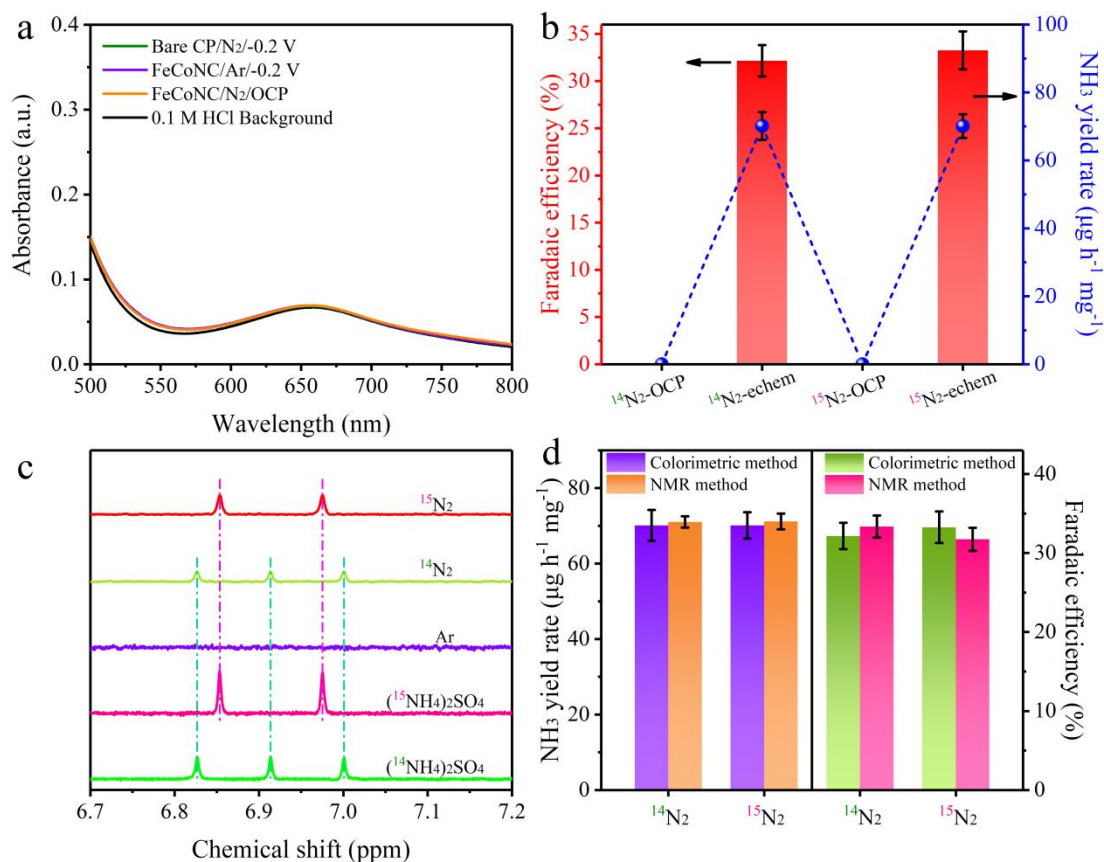 a
0.4
0.3
0.2
0.1
0.0
Absorbance (a.u.)
Bare CP/N₂/-0.2 V
FeCoNC/Ar/-0.2 V
FeCoNC/N₂/OCP
0.1 M HCl Background
500 550 600 650 700 750 800
Wavelength (nm)
b
35
30
25
20
15
10
5
0
Faradaic efficiency (%)
100
80
60
40
20
0
NH₃ yield rate (μg h⁻¹ mg⁻¹)
¹⁴N₂-OCP ¹⁴N₂-echem ¹⁵N₂-OCP ¹⁵N₂-echem
c
¹⁵N₂
¹⁴N₂
Ar
(¹⁵NH₄)₂SO₄
(¹⁴NH₄)₂SO₄
6.7 6.8 6.9 7.0 7.1 7.2
Chemical shift (ppm)
d
80
60
40
20
0
NH₃ yield rate (μg h⁻¹ mg⁻¹)
Colorimetric method
NMR method
Colorimetric method
NMR method
40
30
20
10
0
Faradaic efficiency (%)
¹⁴N₂ ¹⁵N₂ ¹⁴N₂ ¹⁵N₂